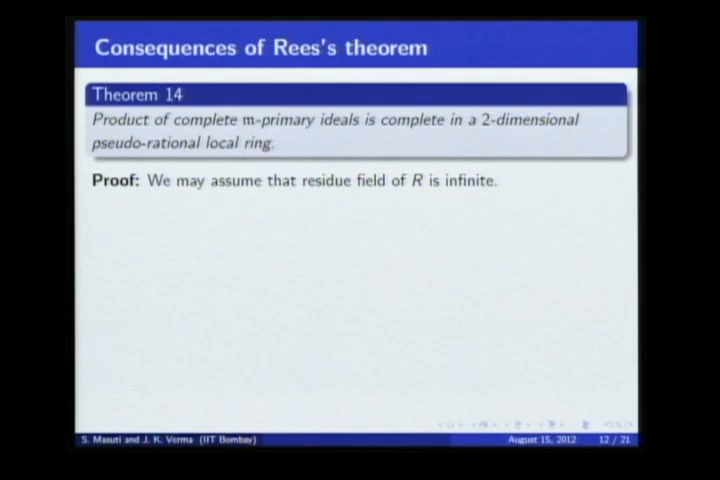 Consequences of Rees's theorem
Theorem 14
Product of complete m-primary ideals is complete in a 2-dimensional
pseudo-rational local ring.
Proof: We may assume that residue field of R is infinite.
S. Masuti and J. K. Verma (IIT Bombay) August 15, 2012 12 / 21